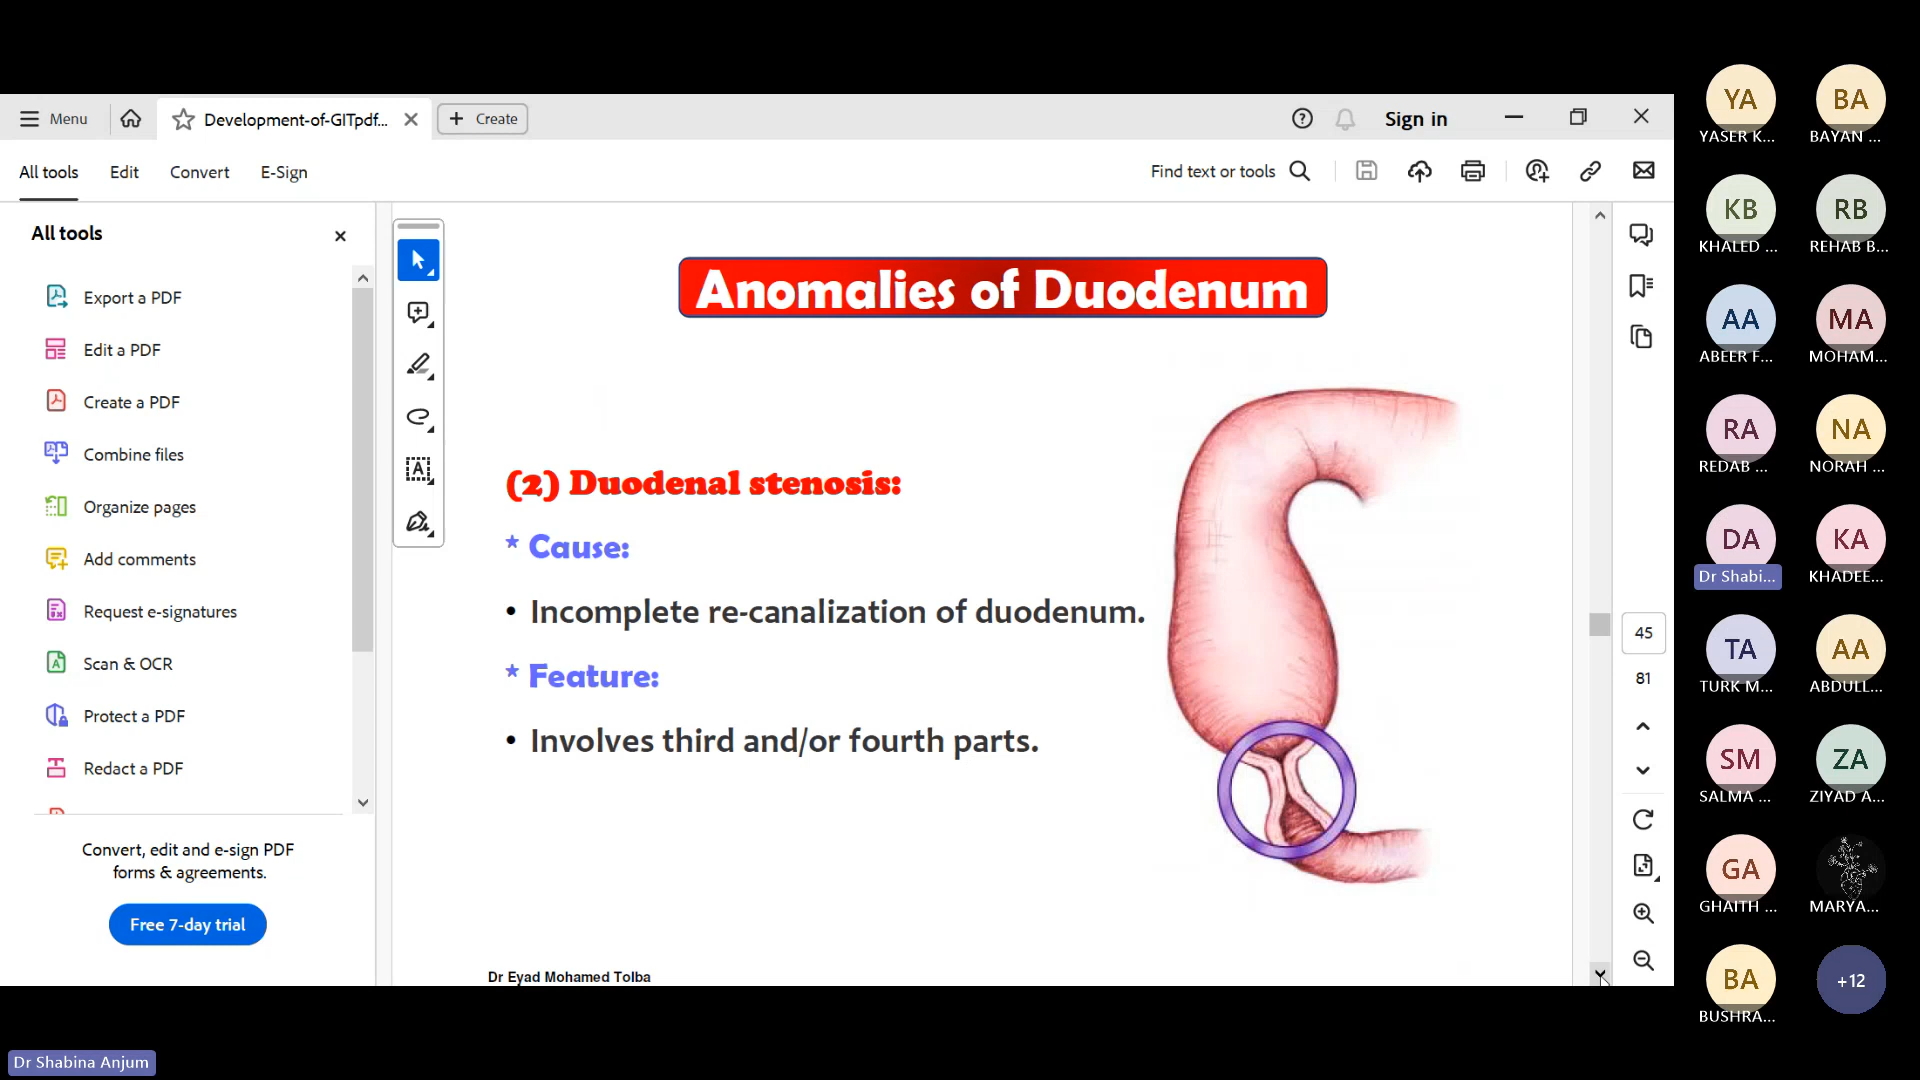 Menu
Development-of-GITpdf...
Create
Sign in
All tools
Edit
Convert
E-Sign
Find text or tools
All tools
Export a PDF
Edit a PDF
Create a PDF
Combine files
Organize pages
Add comments
Request e-signatures
Scan & OCR
Protect a PDF
Redact a PDF
Convert, edit and e-sign PDF
forms & agreements.
Free 7-day trial
Anomalies of Duodenum
(2) Duodenal stenosis:
* Cause:
• Incomplete re-canalization of duodenum.
* Feature:
• Involves third and/or fourth parts.
Dr Eyad Mohamed Tolba
45
81
YA
YASER K...
BA
BAYAN ...
KB
KHALED ...
RB
REHAB B...
AA
ABEER F...
MA
MOHAM...
RA
REDAB ...
NA
NORAH ...
DA
Dr Shabi...
KA
KHADEE...
TA
TURK M...
AA
ABDULL...
SM
SALMA ...
ZA
ZIYAD A...
GA
GHAITH ...
MARYA...
BA
BUSHRA...
+12
Dr Shabina Anjum